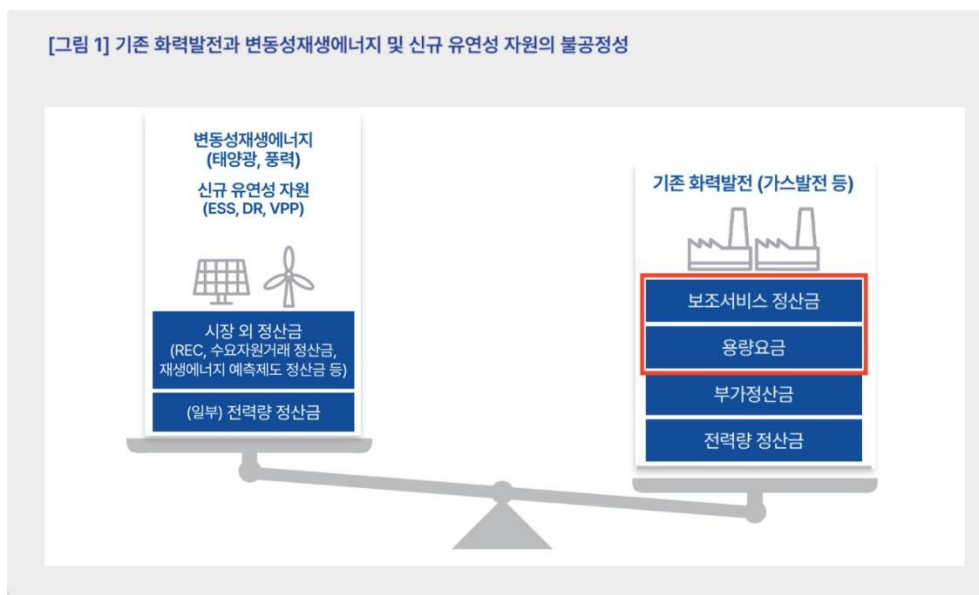 [그림 1] 기존 화력발전과 변동성재생에너지 및 신규 유연성 자원의 불공정성
변동성재생에너지
(태양광, 풍력)
신규 유연성 자원
(ESS, DR, VPP)
시장 외 정산금
(REC, 수요자원거래 정산금,
재생에너지 예측제도 정산금 등)
(일부) 전력량 정산금
기존 화력발전 (가스발전 등)
보조서비스 정산금
용량요금
부가정산금
전력량 정산금